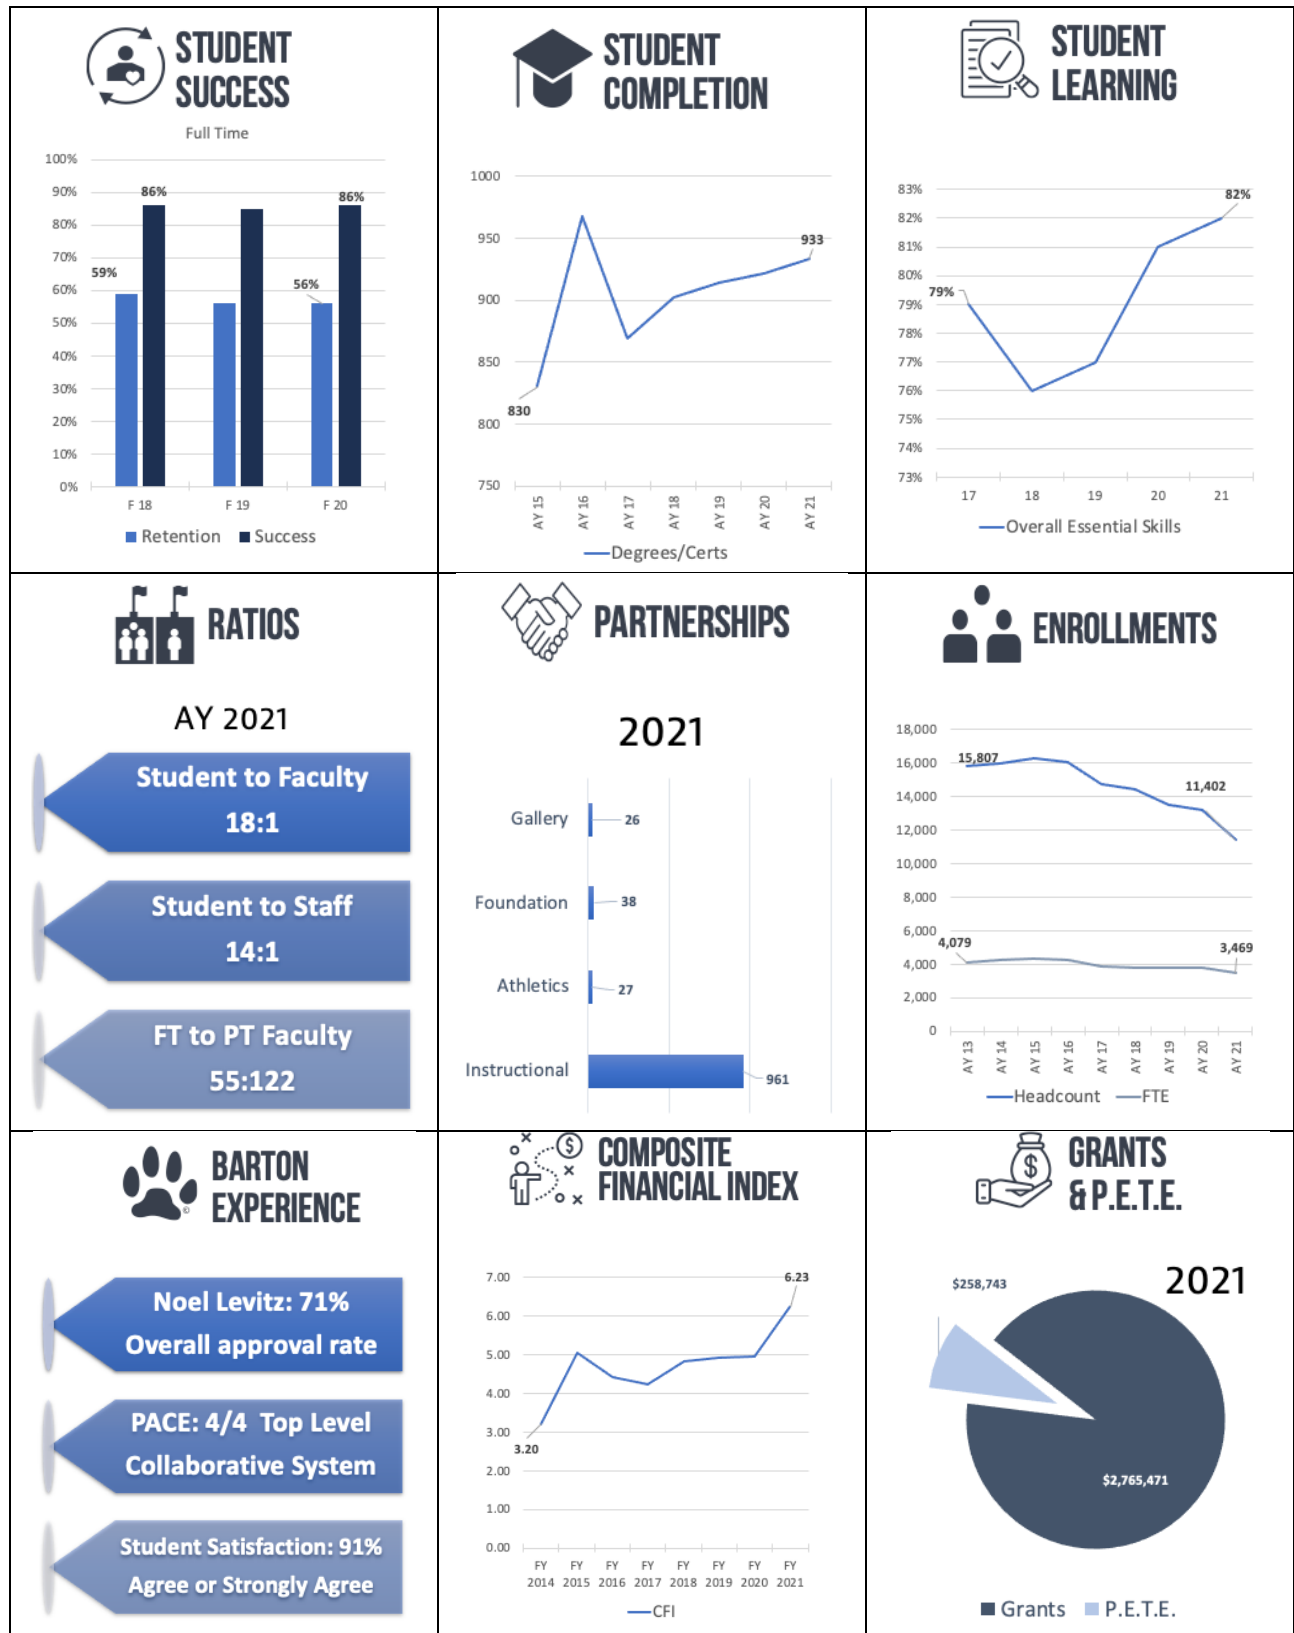 STUDENT
SUCCESS
Full Time
100%
90%
80%
70%
60%
50%
40%
30%
20%
10%
0%
59%
86%
56%
86%
F 18
F 19
F 20
Retention
Success
STUDENT
COMPLETION
1000
950
900
850
800
750
830
933
AY 15
AY 16
AY 17
AY 18
AY 19
AY 20
AY 21
Degrees/Certs
STUDENT
LEARNING
83%
82%
81%
80%
79%
78%
77%
76%
75%
74%
73%
79%
82%
17
18
19
20
21
Overall Essential Skills
RATIOS
AY 2021
Student to Faculty
18:1
Student to Staff
14:1
FT to PT Faculty
55:122
PARTNERSHIPS
2021
Gallery
26
Foundation
38
Athletics
27
Instructional
961
ENROLLMENTS
18,000
16,000
14,000
12,000
10,000
8,000
6,000
4,000
2,000
0
15,807
11,402
4,079
3,469
AY 13
AY 14
AY 15
AY 16
AY 17
AY 18
AY 19
AY 20
AY 21
Headcount
FTE
BARTON
EXPERIENCE
©
Noel Levitz: 71%
Overall approval rate
PACE: 4/4 Top Level
Collaborative System
Student Satisfaction: 91%
Agree or Strongly Agree
COMPOSITE
FINANCIAL INDEX
$
7.00
6.00
5.00
4.00
3.00
2.00
1.00
0.00
3.20
6.23
FY 2014
FY 2015
FY 2016
FY 2017
FY 2018
FY 2019
FY 2020
FY 2021
CFI
$
GRANTS
& P.E.T.E.
2021
$258,743
$2,765,471
Grants
P.E.T.E.